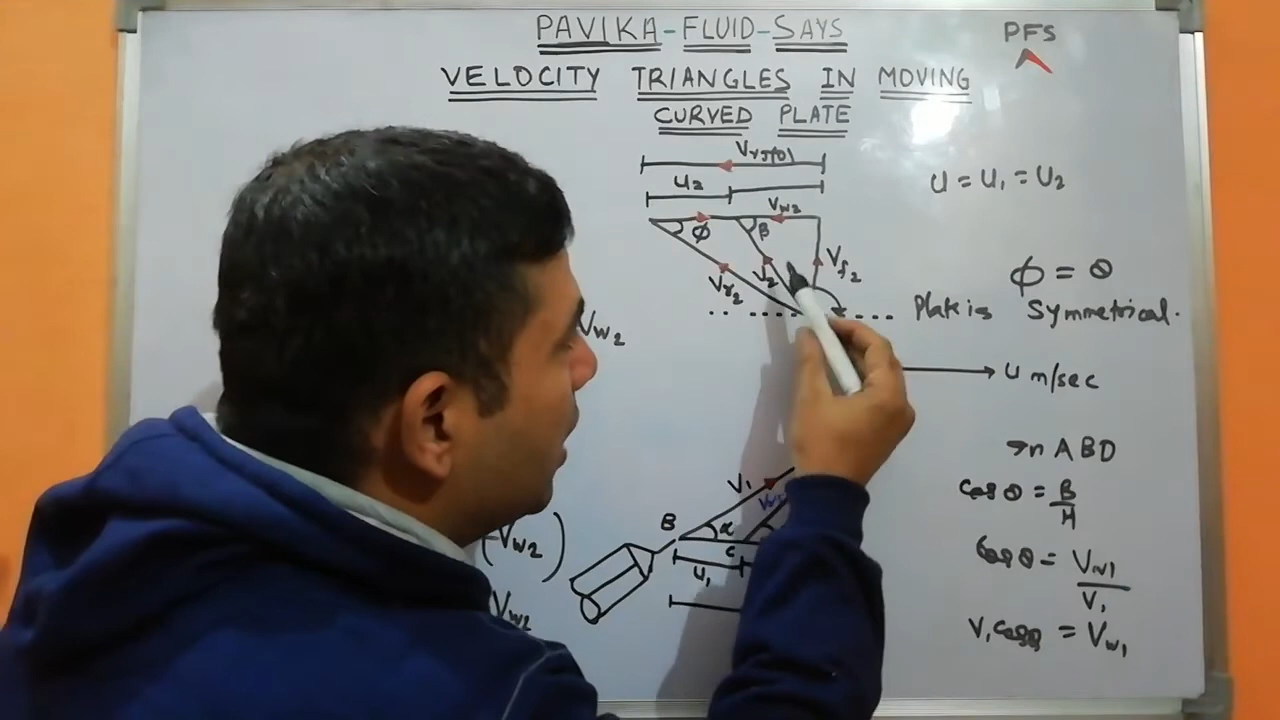 PAVIKA-FLUID-SAYS
PFS
VELOCITY TRIANGLES IN MOVING
CURVED PLATE
u2
Vw2
φ
β
Vr2
V2
Vf2
u = u1 = u2
φ = θ
Plate is Symmetrical.
Vw2
u m/sec
V1
B
α
C
u1
(-Vw2)
Vw2
In ABD
Cos θ = B/H
Cos θ = Vw1/V1
V1 Cosθ = Vw1